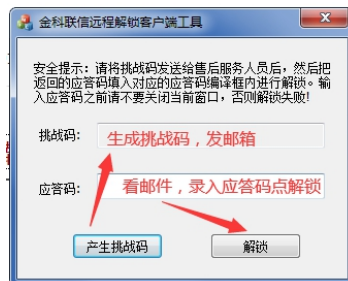 金科联信远程解锁客户端工具
安全提示：请将挑战码发送给售后服务人员后，然后把
返回的应答码填入对应的应答码编译框内进行解锁。输
入应答码之前请不要关闭当前窗口，否则解锁失败!
挑战码： 生成挑战码，发邮箱
应答码： 看邮件，录入应答码点解锁
产生挑战码 解锁